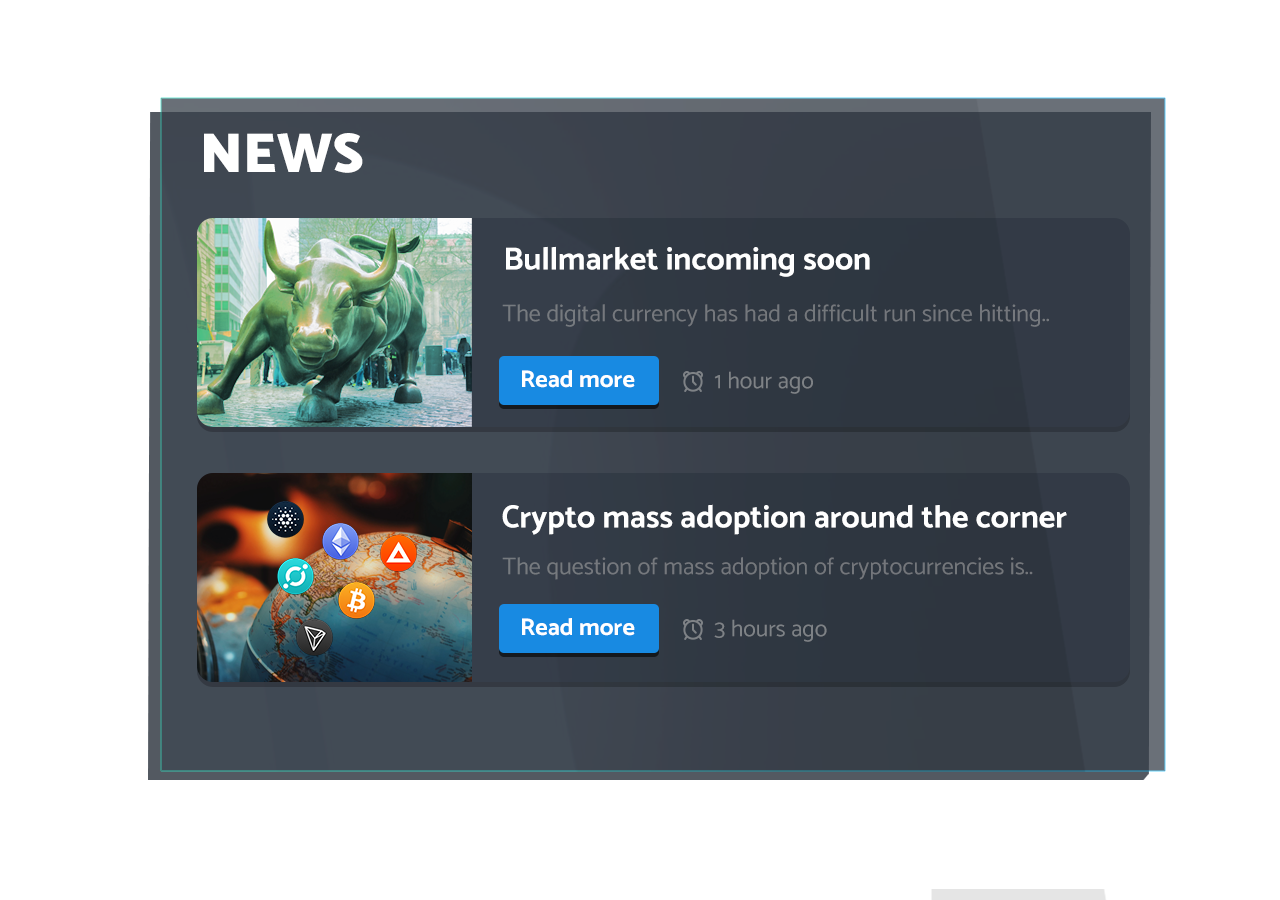 NEWS
Bullmarket incoming soon
The digital currency has had a difficult run since hitting..
Read more
1 hour ago
Crypto mass adoption around the corner
The question of mass adoption of cryptocurrencies is..
Read more
3 hours ago